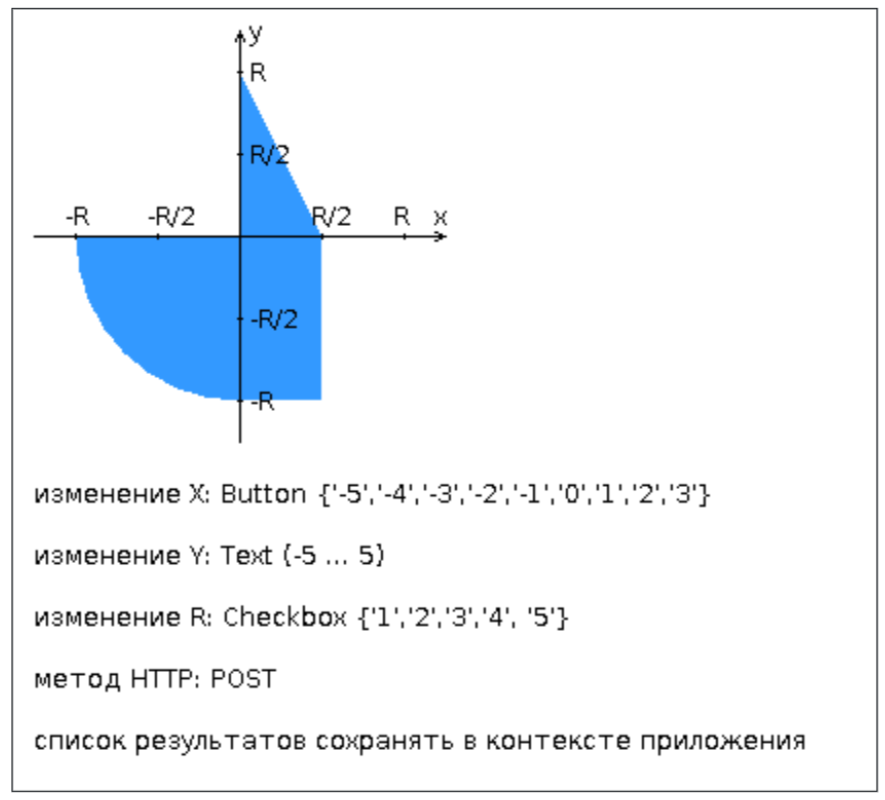 y
R
R/2
-R -R/2 R/2 R x
-R/2
-R
изменение X: Button {'-5','-4','-3','-2','-1','0','1','2','3'}
изменение Y: Text (-5 ... 5)
изменение R: Checkbox {'1','2','3','4', '5'}
метод HTTP: POST
список результатов сохранять в контексте приложения